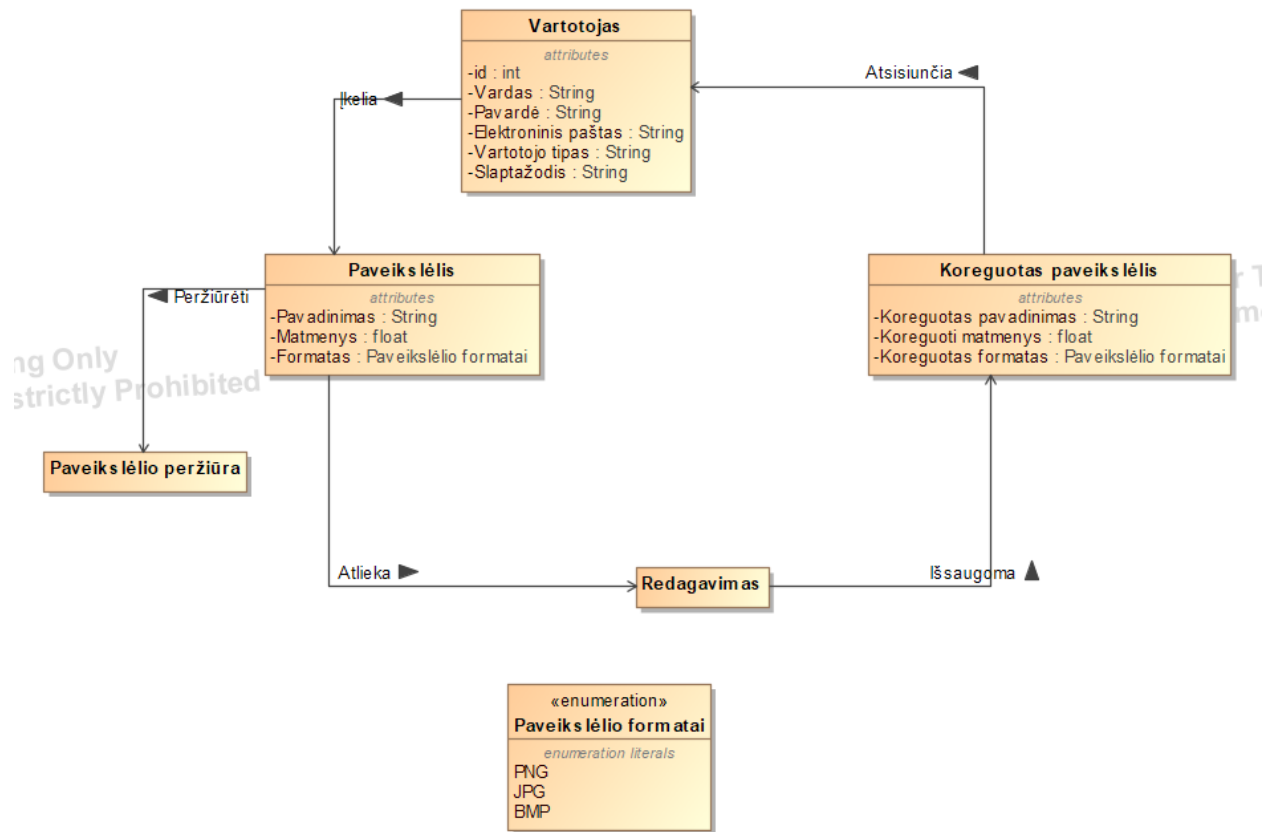 Vartotojas
attributes
-id : int
-Vardas : String
-Pavardė : String
-Elektroninis paštas : String
-Vartotojo tipas : String
-Slaptažodis : String
Įkelia
Atsisiunčia
Paveikslėlis
attributes
-Pavadinimas : String
-Matmenys : float
-Formatas : Paveikslėlio formatai
Koreguotas paveikslėlis
attributes
-Koreguotas pavadinimas : String
-Koreguoti matmenys : float
-Koreguotas formatas : Paveikslėlio formatai
Peržiūrėti
ng Only
strictly Prohibited
Paveikslėlio peržiūra
Atlieka
Redagavimas
Išsaugoma
«enumeration»
Paveikslėlio formatai
enumeration literals
PNG
JPG
BMP